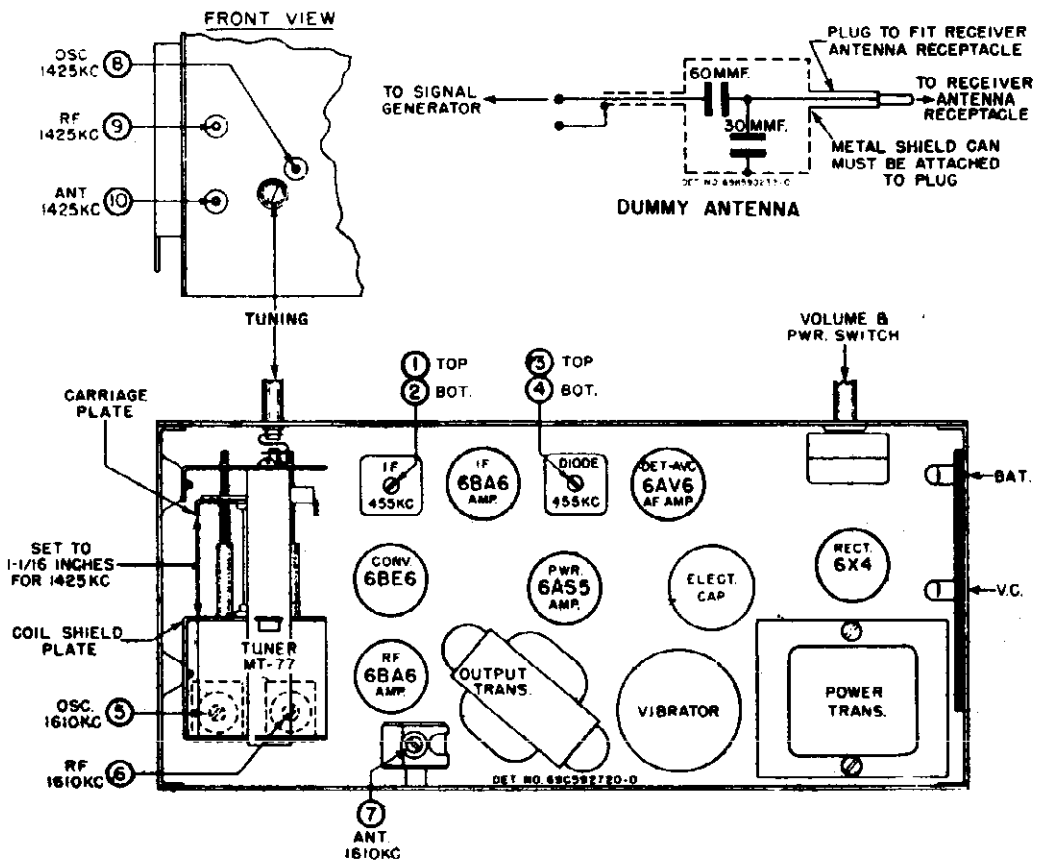 FRONT VIEW
OSC
1425KC
8
RF
1425KC
9
ANT
1425KC
10
TUNING
TO SIGNAL
GENERATOR
60MMF.
30MMF.
PLUG TO FIT RECEIVER
ANTENNA RECEPTACLE
TO RECEIVER
ANTENNA
RECEPTACLE
METAL SHIELD CAN
MUST BE ATTACHED
TO PLUG
DUMMY ANTENNA
VOLUME &
PWR. SWITCH
1 TOP
2 BOT.
3 TOP
4 BOT.
CARRIAGE
PLATE
SET TO
1-1/16 INCHES
FOR 1425KC
COIL SHIELD
PLATE
OSC.
1610KC
5
RF
1610KC
6
TUNER
MT-77
IF
455KC
IF
6BA6
AMP.
DIODE
455KC
DET-AVC
6AV6
AF AMP.
BAT.
CONV.
6BE6
PWR.
6AS5
AMP.
ELECT.
CAP
RECT.
6X4
V.C.
RF
6BA6
AMP.
OUTPUT
TRANS.
VIBRATOR
POWER
TRANS.
DET NO. 69C592720-O
7
ANT.
1610KC